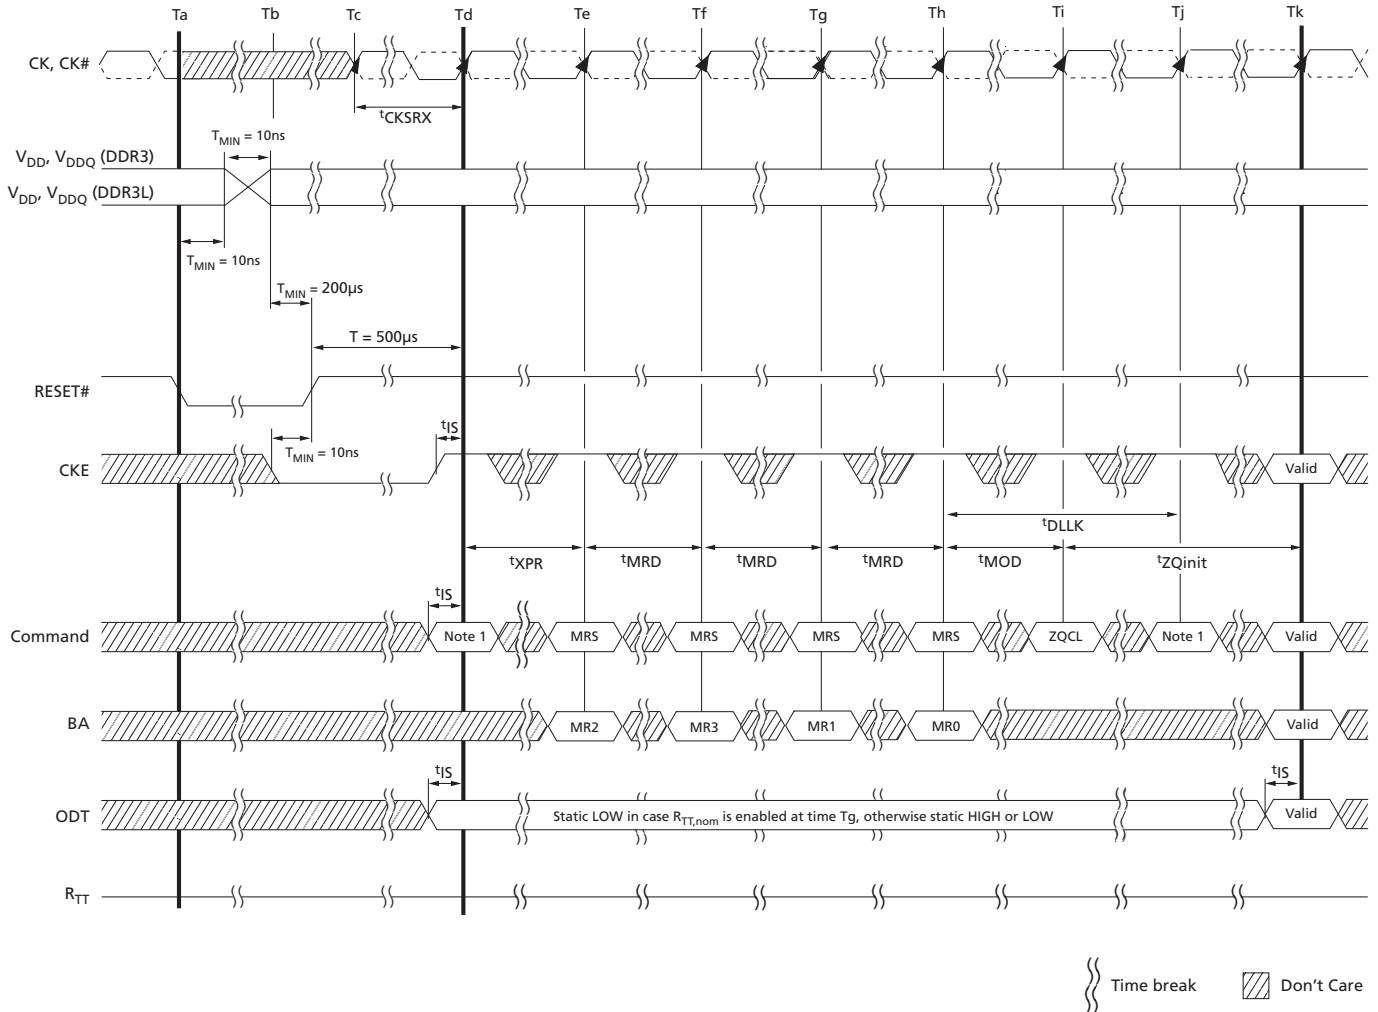 Ta Tb Tc Td Te Tf Tg Th Ti Tj Tk
CK, CK#
tCKSRX
TMIN = 10ns
VDD, VDDQ (DDR3)
VDD, VDDQ (DDR3L)
TMIN = 10ns
TMIN = 200µs
T = 500µs
RESET#
tIS
TMIN = 10ns
CKE
Valid
tDLLK
tXPR tMRD tMRD tMRD tMOD tZQinit
tIS
Command Note 1 MRS MRS MRS MRS ZQCL Note 1 Valid
BA MR2 MR3 MR1 MR0 Valid
tIS tIS
ODT Static LOW in case RTT,nom is enabled at time Tg, otherwise static HIGH or LOW Valid
RTT
Time break Don't Care